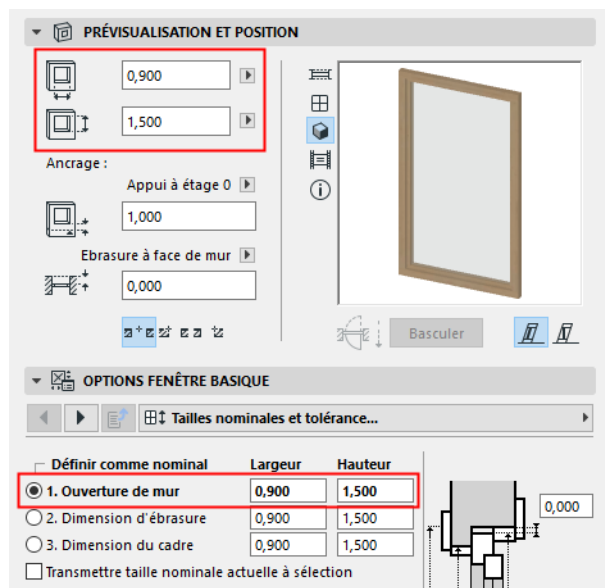 PRÉVISUALISATION ET POSITION
0,900
1,500
Ancrage :
Appui à étage 0
1,000
Ebrasure à face de mur
0,000
Basculer
OPTIONS FENÊTRE BASIQUE
Tailles nominales et tolérance...
Définir comme nominal Largeur Hauteur
1. Ouverture de mur 0,900 1,500
0,000
2. Dimension d'ébrasure 0,900 1,500
3. Dimension du cadre 0,900 1,500
Transmettre taille nominale actuelle à sélection